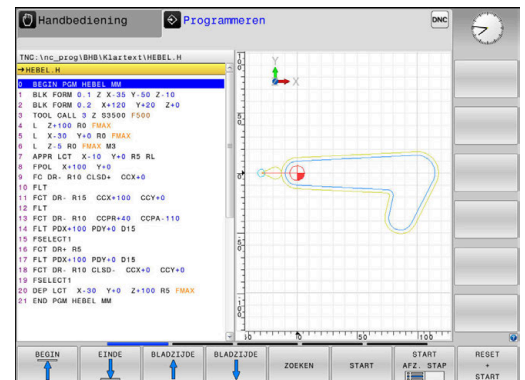 Handbediening
Programmeren
DNC
TNC:\nc_prog\BHB\Klartext\HEBEL.H
→HEBEL.H
0 BEGIN PGM HEBEL MM
1 BLK FORM 0.1 Z X-35 Y-50 Z-10
2 BLK FORM 0.2 X+120 Y+20 Z+0
3 TOOL CALL 3 Z S3500 F500
4 L Z+100 R0 FMAX
5 L X-30 Y+0 R0 FMAX
6 L Z-5 R0 FMAX M3
7 APPR LCT X-10 Y+0 R5 RL
8 FPOL X+100 Y+0
9 FC DR- R10 CLSD+ CCX+0
10 FLT
11 FCT DR- R15 CCX+100 CCY+0
12 FLT
13 FCT DR- R10 CCPR+40 CCPA-110
14 FLT PDX+100 PDY+0 D15
15 FSELECT1
16 FCT DR+ R5
17 FLT PDX+100 PDY+0 D15
18 FCT DR- R10 CLSD- CCX+0 CCY+0
19 FSELECT1
20 DEP LCT X-30 Y+0 Z+100 R5 FMAX
21 END PGM HEBEL MM
Y
X
0
50
100
BEGIN
EINDE
BLADZIJDE
BLADZIJDE
ZOEKEN
START
START
AFZ. STAP
RESET
+
START